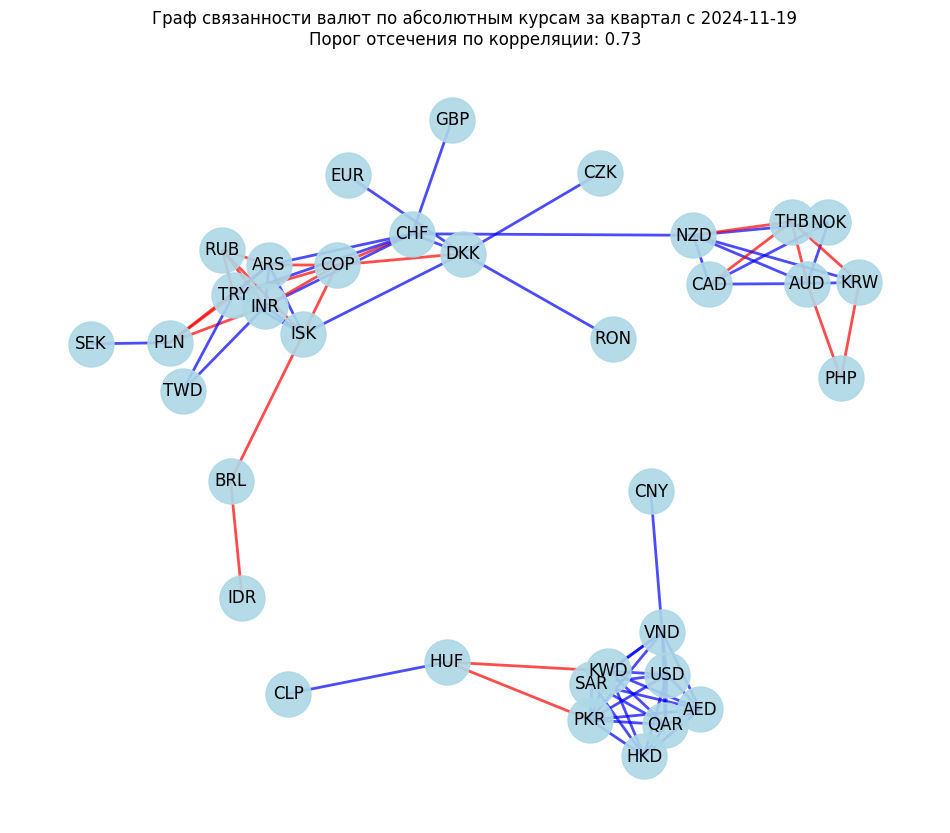 Граф связанности валют по абсолютным курсам за квартал с 2024-11-19
Порог отсечения по корреляции: 0.73
GBP
EUR
CZK
THB
NOK
CHF
NZD
RUB
DKK
ARS
COP
CAD
AUD
KRW
TRY
INR
ISK
RON
SEK
PLN
PHP
TWD
BRL
CNY
IDR
VND
HUF
KWD
USD
SAR
CLP
AED
PKR
QAR
HKD